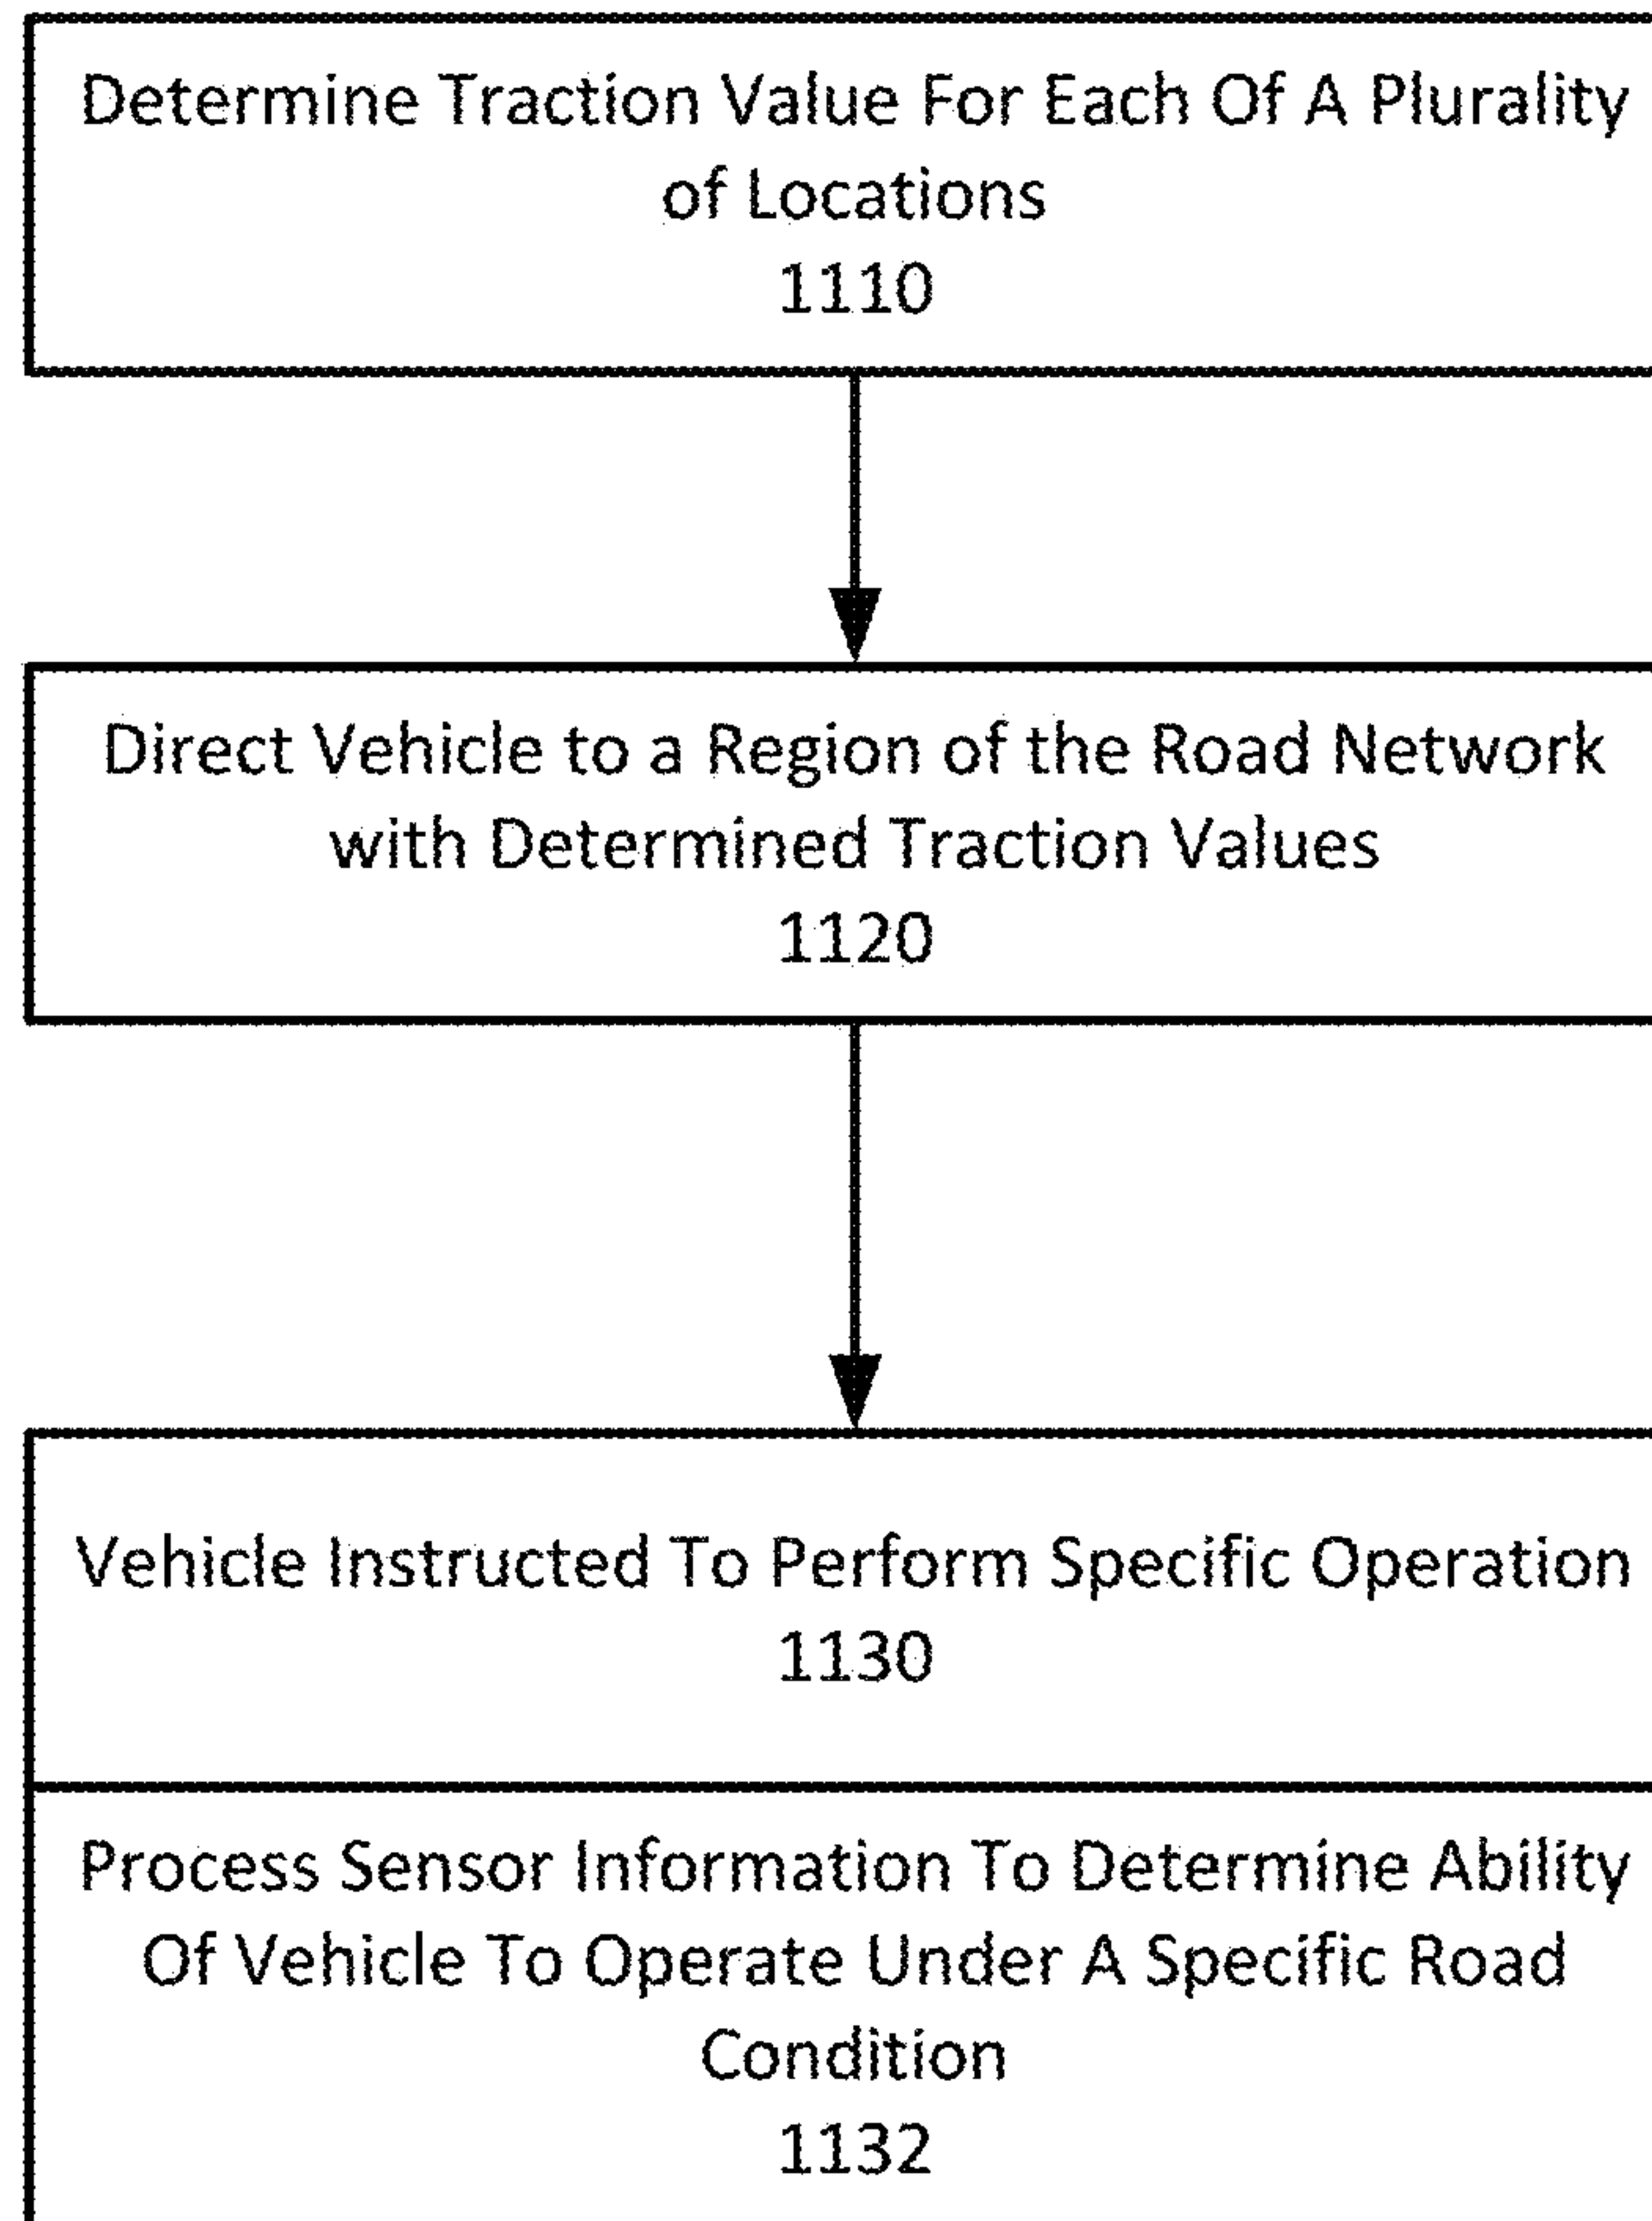 Determine Traction Value For Each Of A Plurality
of Locations
1110
Direct Vehicle to a Region of the Road Network
with Determined Traction Values
1120
Vehicle Instructed To Perform Specific Operation
1130
Process Sensor Information To Determine Ability
Of Vehicle To Operate Under A Specific Road
Condition
1132